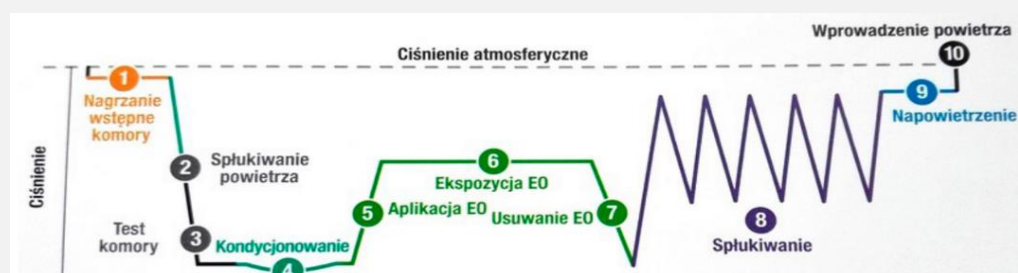 Wprowadzenie powietrza
Ciśnienie atmosferyczne
10
1
9
Nagrzanie
wstępne
komory
Napowietrzenie
Ciśnienie
2
Spłukiwanie
powietrza
6
Ekspozycja EO
5
Aplikacja EO
Usuwanie EO
7
8
Spłukiwanie
Test
komory
3
Kondycjonowanie
4